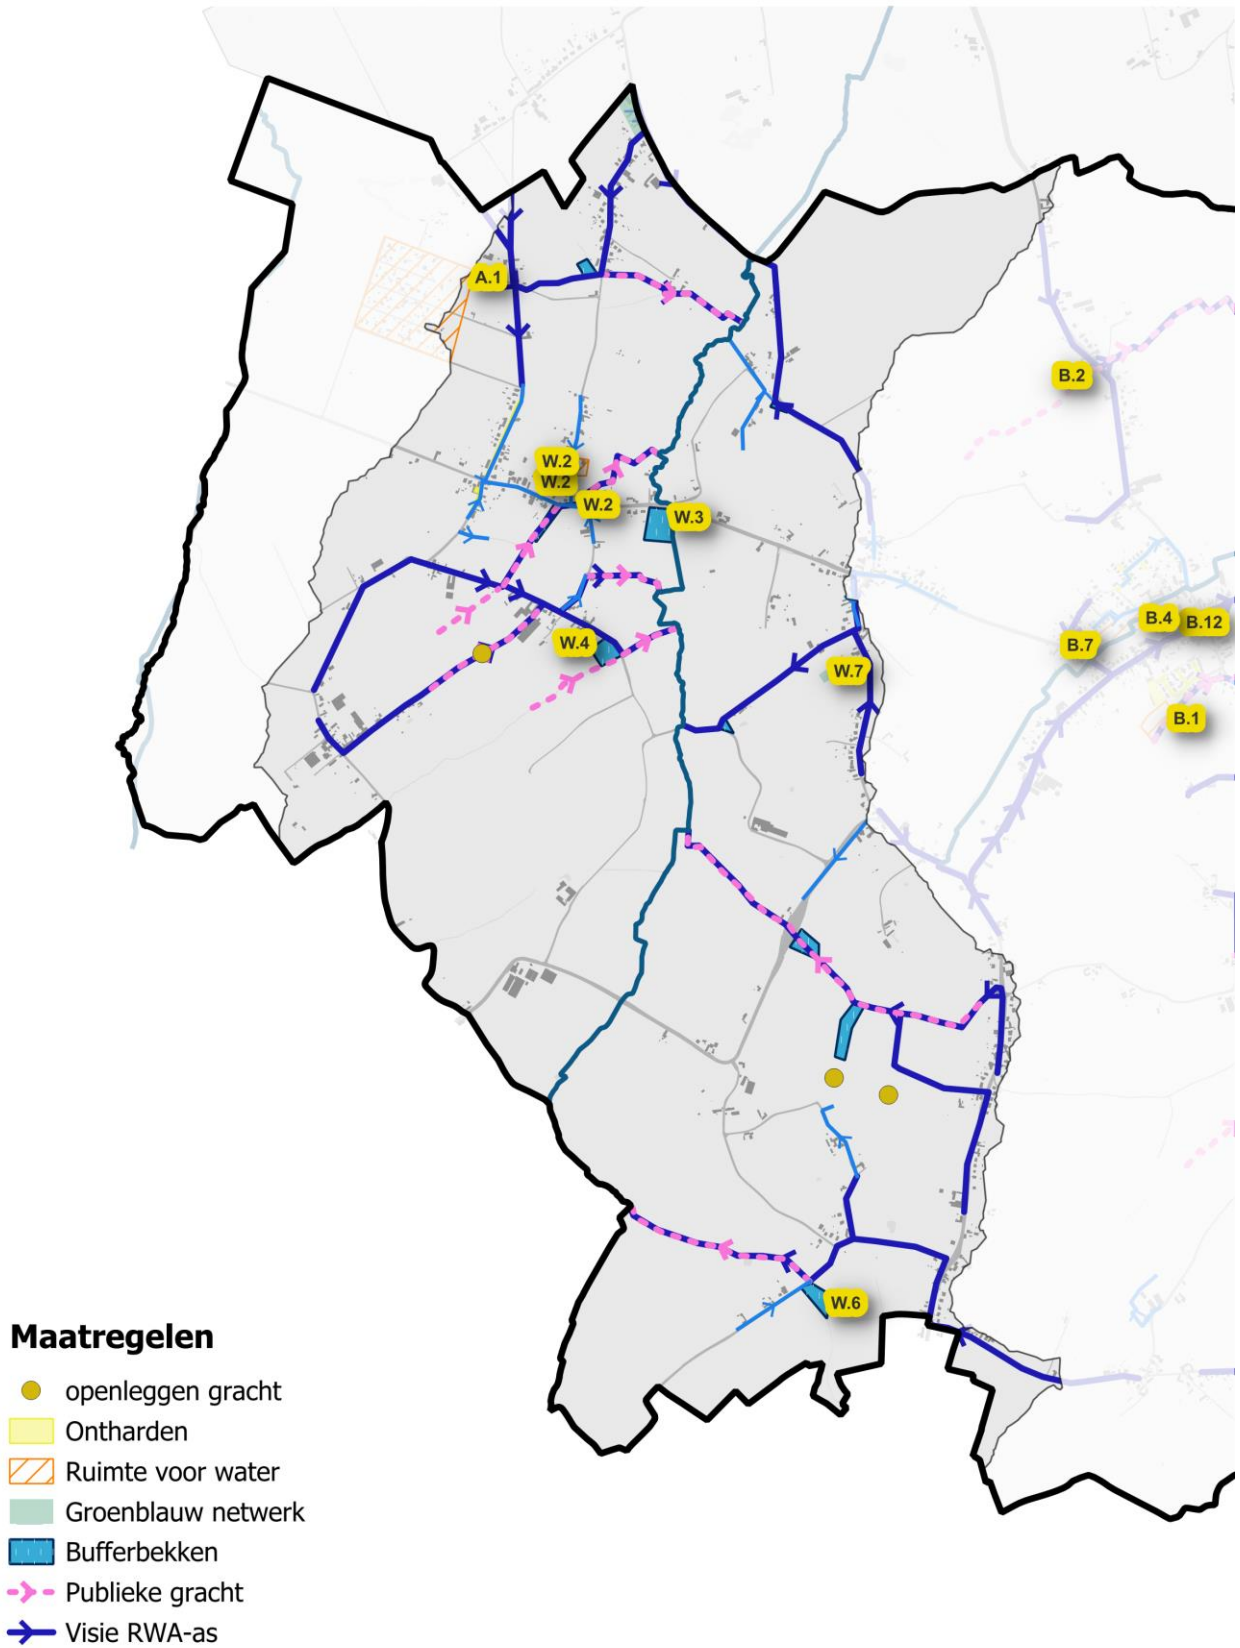 A.1
B.2
W.2
W.2
W.2
W.3
B.4
B.12
B.7
W.4
W.7
B.1
W.6
Maatregelen
openleggen gracht
Ontharden
Ruimte voor water
Groenblauw netwerk
Bufferbekken
Publieke gracht
Visie RWA-as